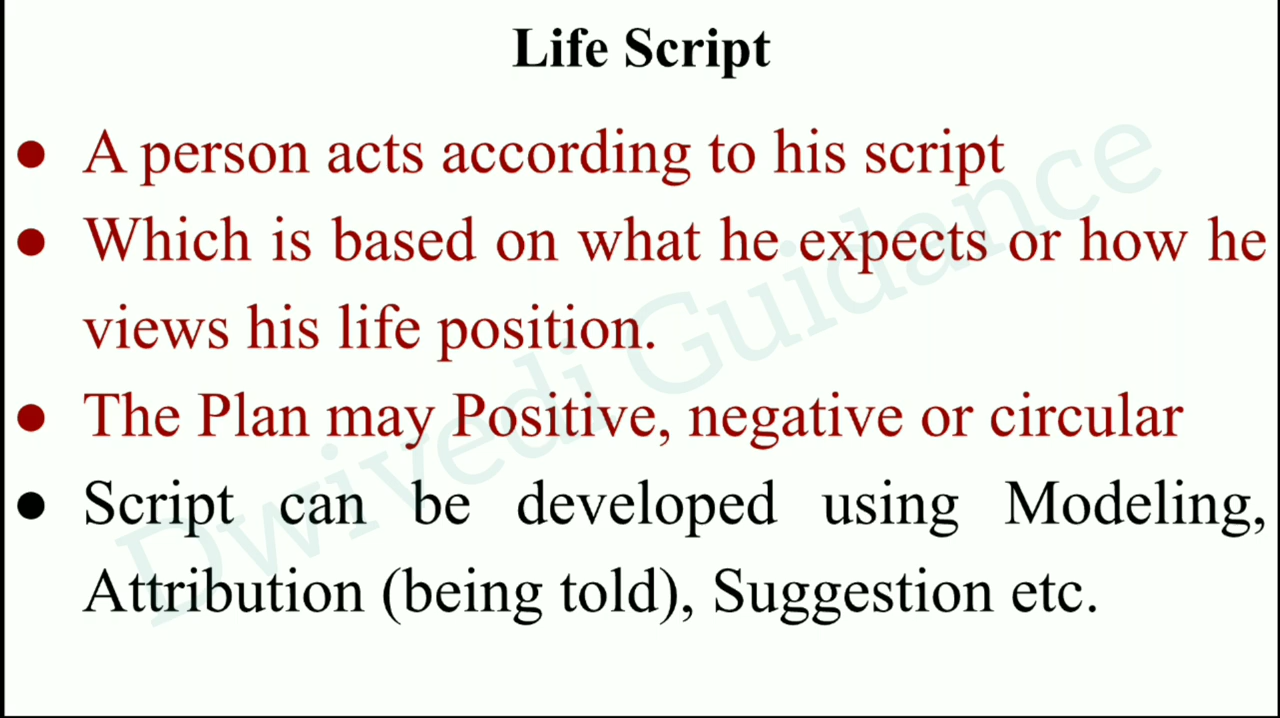 Life Script
● A person acts according to his script
● Which is based on what he expects or how he
views his life position.
● The Plan may Positive, negative or circular
● Script can be developed using Modeling,
Attribution (being told), Suggestion etc.
Dwivedi Guidance